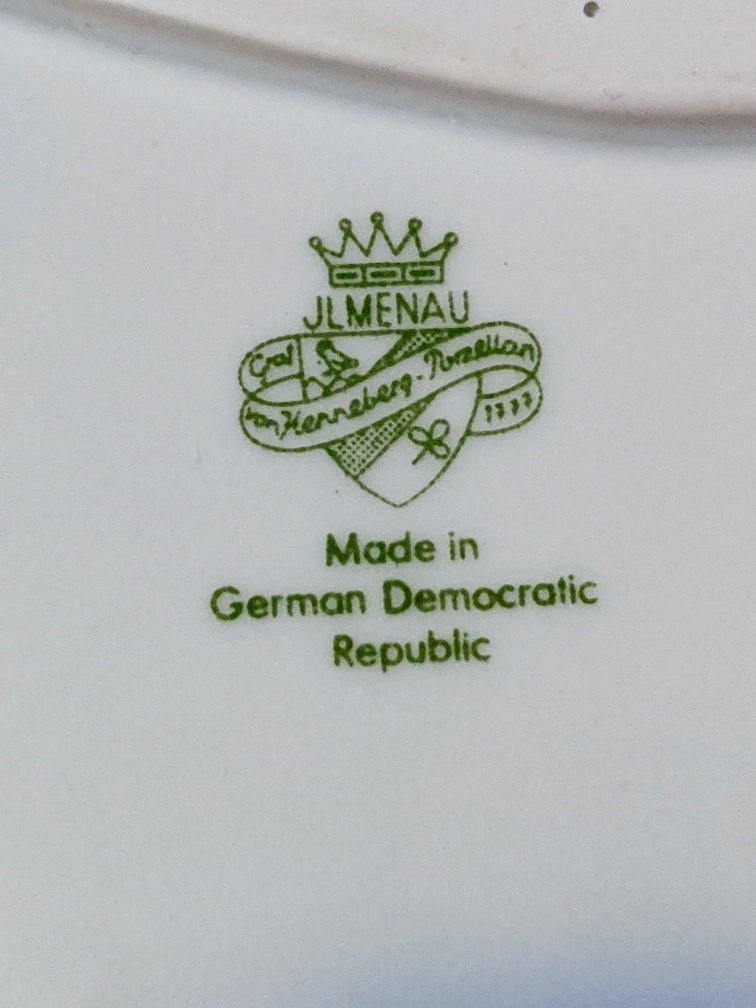 JLMENAU
Graf
von Henneberg-Porzellan
1777
Made in
German Democratic
Republic